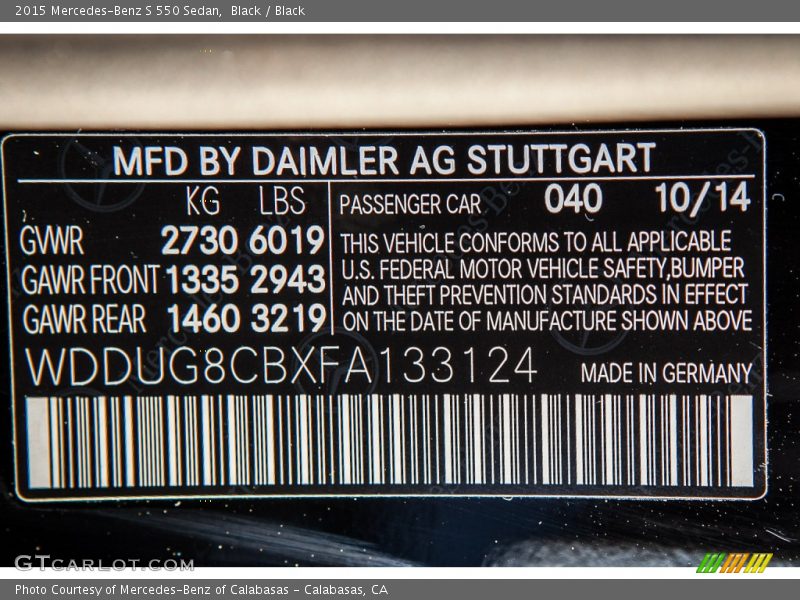 2015 Mercedes-Benz S 550 Sedan, Black / Black
MFD BY DAIMLER AG STUTTGART
KG LBS
GVWR 2730 6019
GAWR FRONT 1335 2943
GAWR REAR 1460 3219
PASSENGER CAR 040 10/14
THIS VEHICLE CONFORMS TO ALL APPLICABLE
U.S. FEDERAL MOTOR VEHICLE SAFETY,BUMPER
AND THEFT PREVENTION STANDARDS IN EFFECT
ON THE DATE OF MANUFACTURE SHOWN ABOVE
WDDUG8CBXFA133124 MADE IN GERMANY
GTCARLOT.COM
Photo Courtesy of Mercedes-Benz of Calabasas - Calabasas, CA